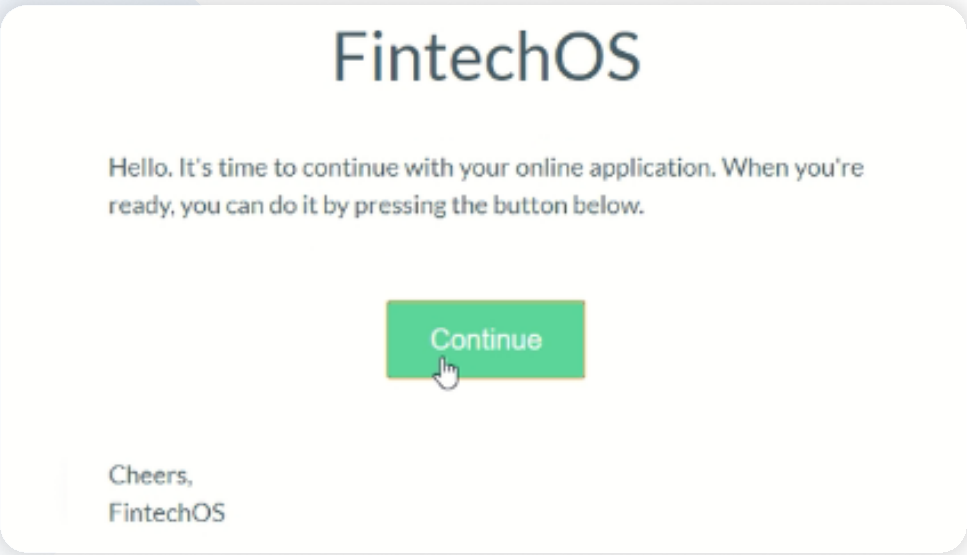 FintechOS
Hello. It's time to continue with your online application. When you're
ready, you can do it by pressing the button below.
Continue
Cheers,
FintechOS